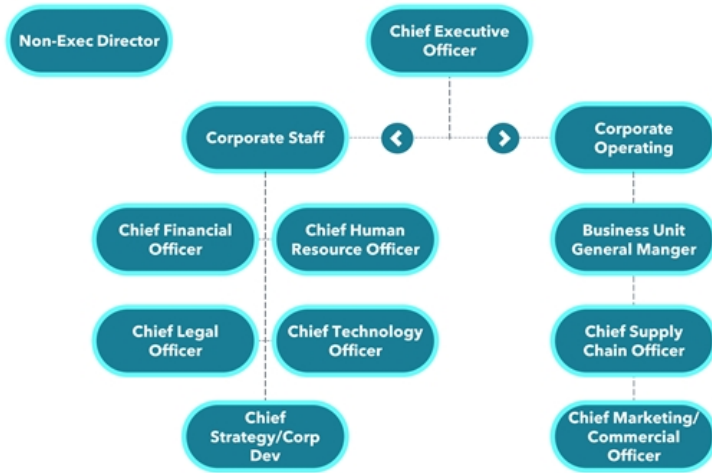 Non-Exec Director
Chief Executive
Officer
Corporate Staff
Corporate
Operating
Chief Financial
Officer
Chief Human
Resource Officer
Business Unit
General Manger
Chief Legal
Officer
Chief Technology
Officer
Chief Supply
Chain Officer
Chief
Strategy/Corp
Dev
Chief Marketing/
Commercial
Officer